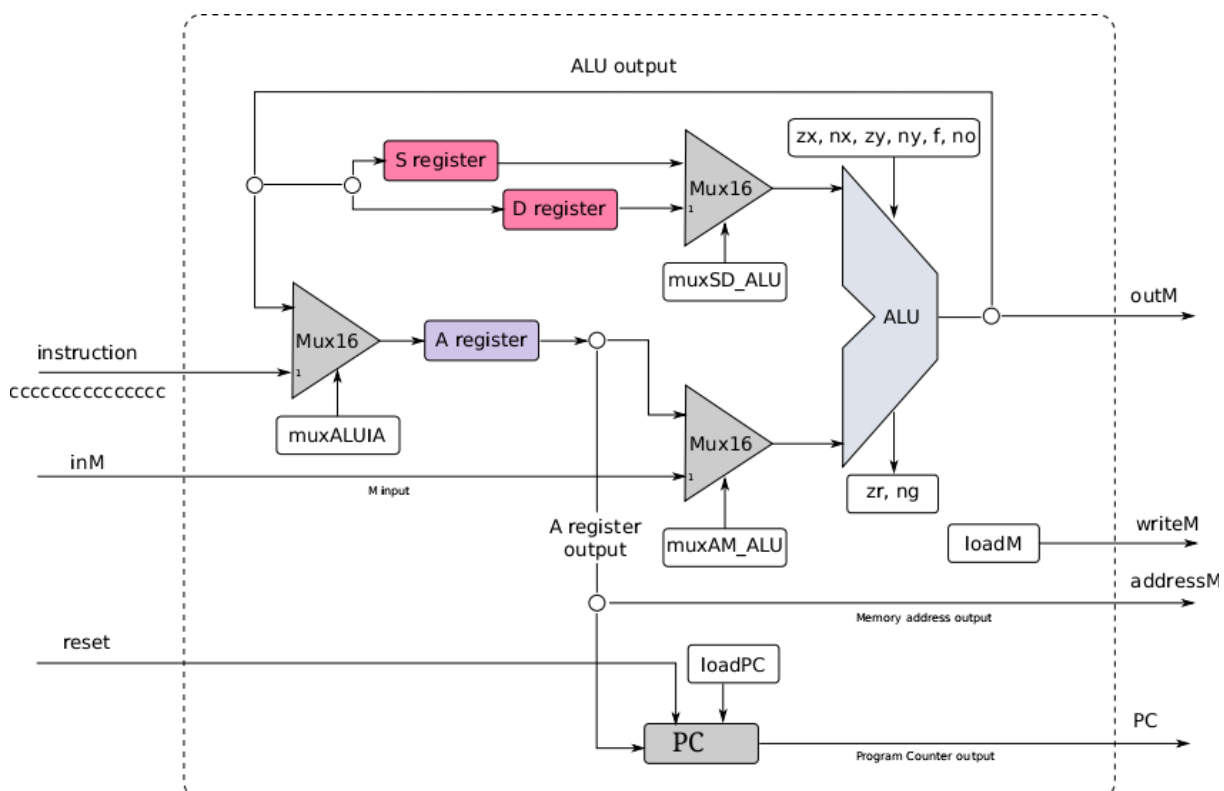 ALU output
zx, nx, zy, ny, f, no
S register
Mux16
D register
1
muxSD_ALU
outM
ALU
Mux16
A register
instruction
1
cccccccccccccccc
muxALUIA
Mux16
inM
1
M input
zr, ng
A register
output
muxAM_ALU
loadM
writeM
addressM
Memory address output
reset
loadPC
PC
PC
Program Counter output